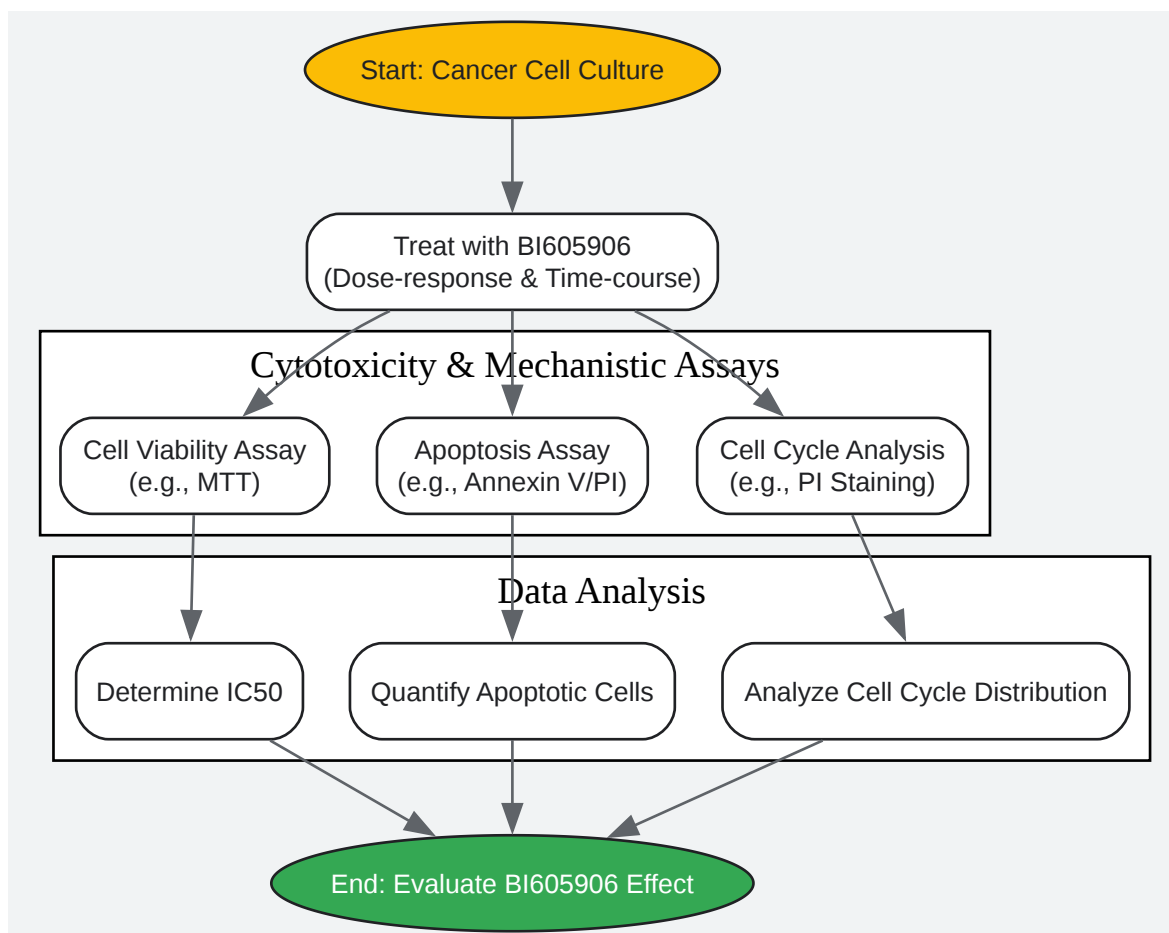 Start: Cancer Cell Culture
Treat with BI605906
(Dose-response & Time-course)
Cytotoxicity & Mechanistic Assays
Cell Viability Assay
(e.g., MTT)
Apoptosis Assay
(e.g., Annexin V/PI)
Cell Cycle Analysis
(e.g., PI Staining)
Data Analysis
Determine IC50
Quantify Apoptotic Cells
Analyze Cell Cycle Distribution
End: Evaluate BI605906 Effect